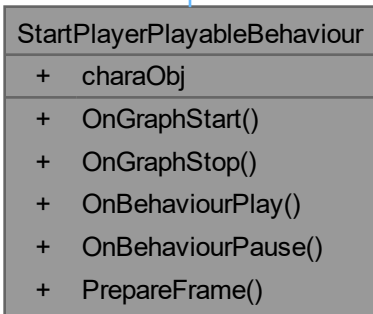 StartPlayerPlayableBehaviour
+ charaObj
+ OnGraphStart()
+ OnGraphStop()
+ OnBehaviourPlay()
+ OnBehaviourPause()
+ PrepareFrame()